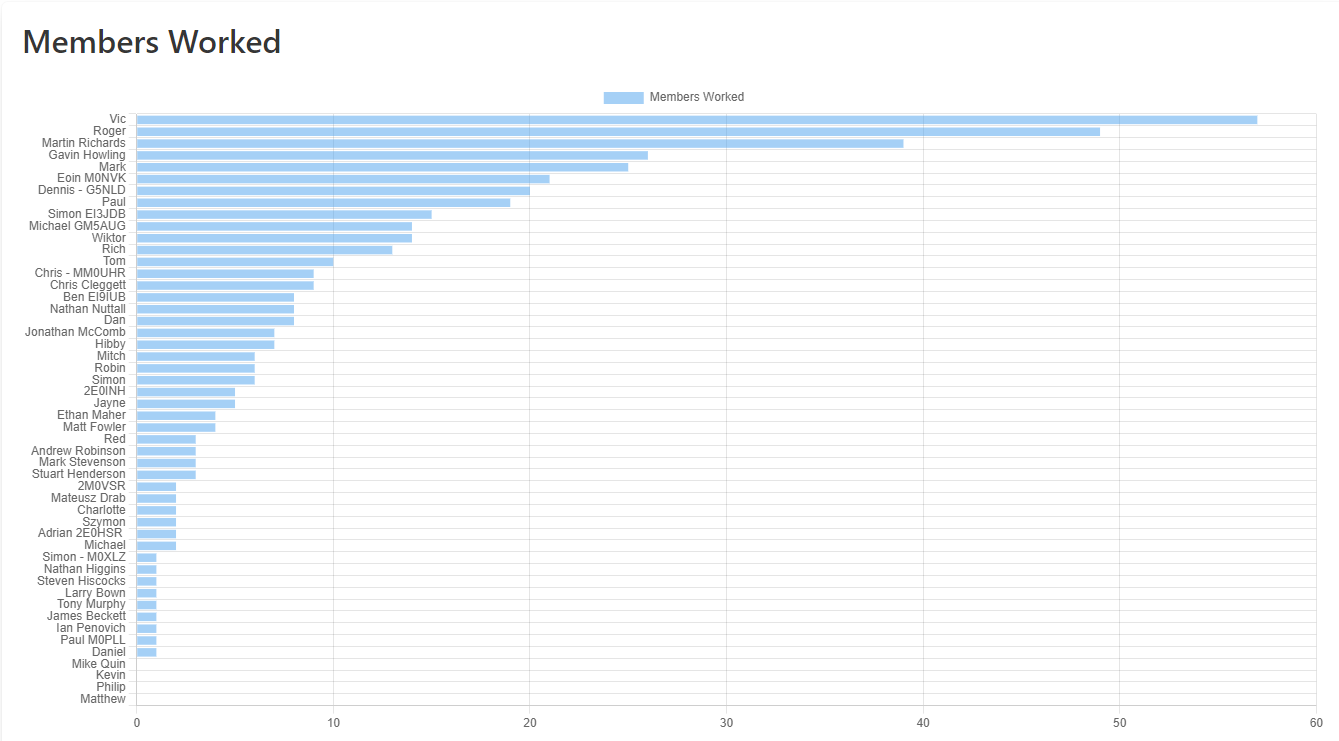 Members Worked
Members Worked
Vic
Roger
Martin Richards
Gavin Howling
Mark
Eoin M0NVK
Dennis - G5NLD
Paul
Simon EI3JDB
Michael GM5AUG
Wiktor
Rich
Tom
Chris - MM0UHR
Chris Cleggett
Ben EI9IUB
Nathan Nuttall
Dan
Jonathan McComb
Hibby
Mitch
Robin
Simon
2E0INH
Jayne
Ethan Maher
Matt Fowler
Red
Andrew Robinson
Mark Stevenson
Stuart Henderson
2M0VSR
Mateusz Drab
Charlotte
Szymon
Adrian 2E0HSR
Michael
Simon - M0XLZ
Nathan Higgins
Steven Hiscocks
Larry Bown
Tony Murphy
James Beckett
Ian Penovich
Paul M0PLL
Daniel
Mike Quin
Kevin
Philip
Matthew
0 10 20 30 40 50 60